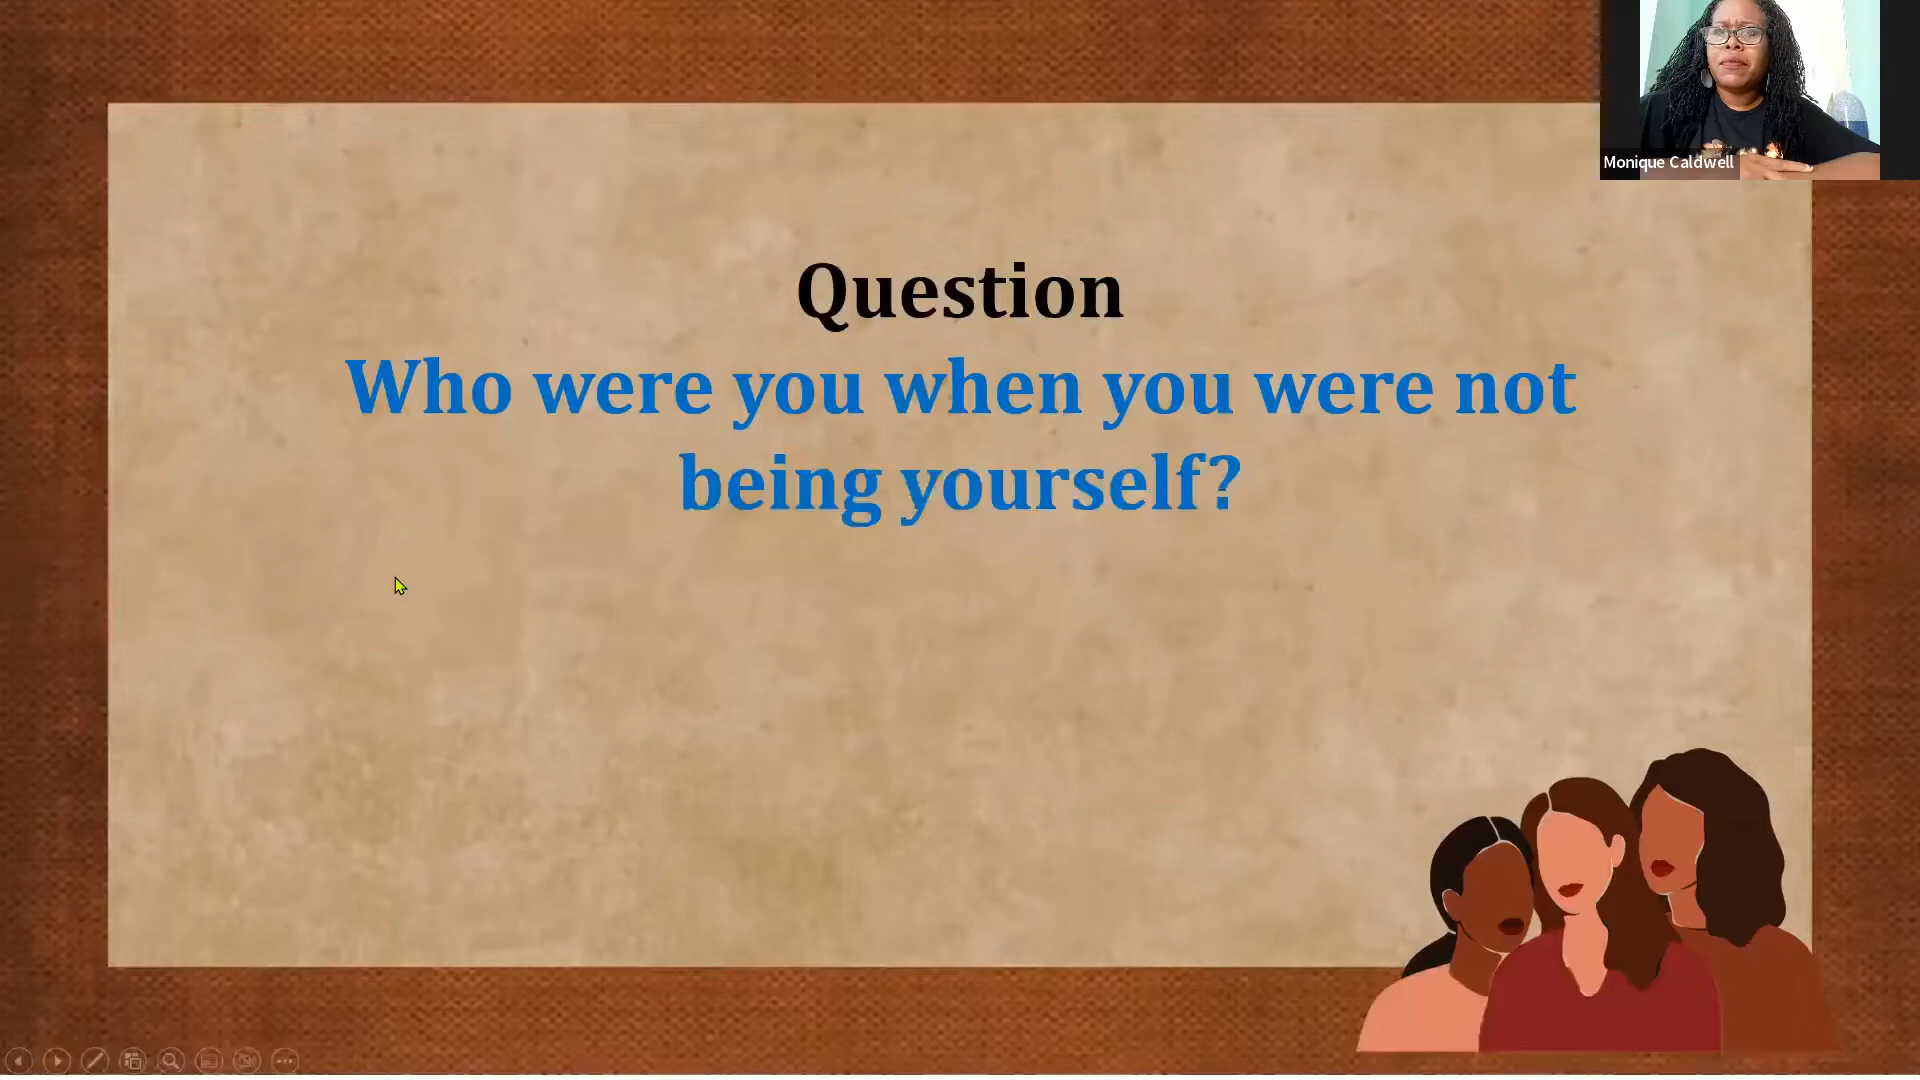 Monique Caldwell
Question
Who were you when you were not
being yourself?